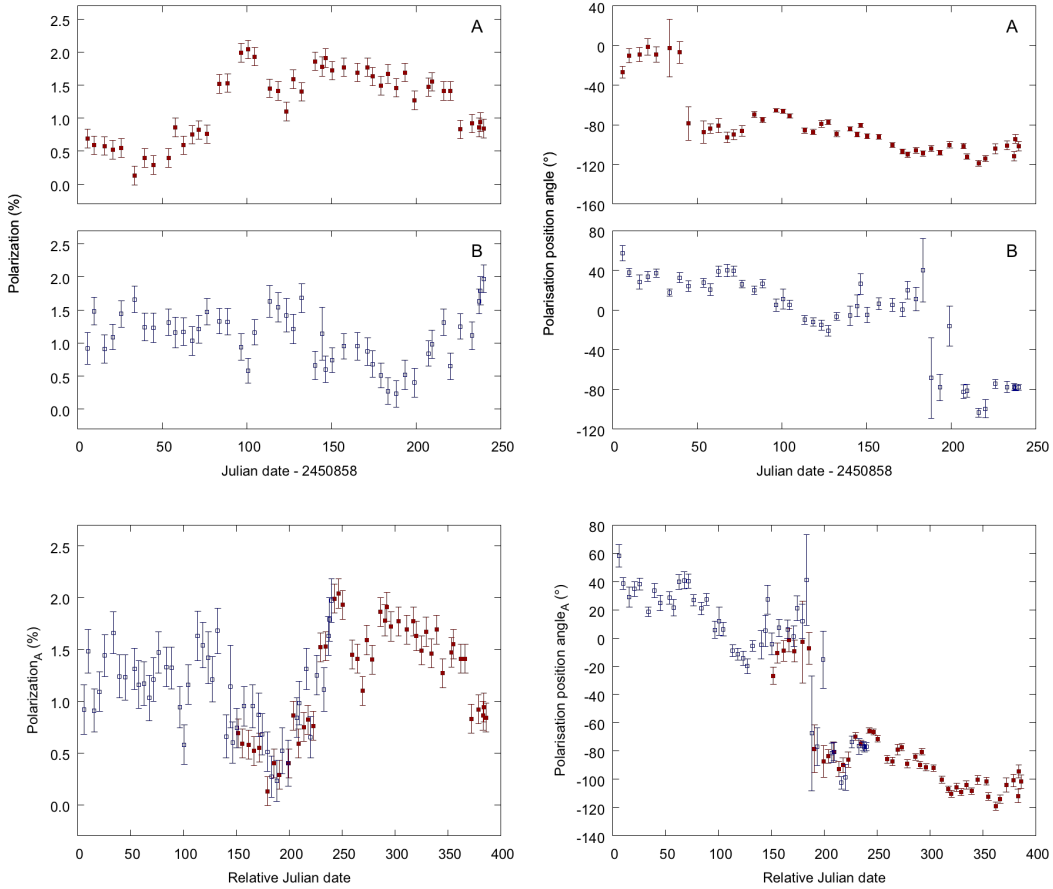 A
2.5
2.0
1.5
1.0
0.5
0.0
B
2.5
2.0
1.5
1.0
0.5
0.0
0 50 100 150 200 250
Polarization (%)
Julian date - 2450858
A
40
0
-40
-80
-120
-160
B
80
40
0
-40
-80
-120
0 50 100 150 200 250
Polarisation position angle (°)
Julian date - 2450858
2.5
2.0
1.5
1.0
0.5
0.0
0 50 100 150 200 250 300 350 400
PolarizationA (%)
Relative Julian date
80
60
40
20
0
-20
-40
-60
-80
-100
-120
-140
0 50 100 150 200 250 300 350 400
Polarisation position angleA (°)
Relative Julian date